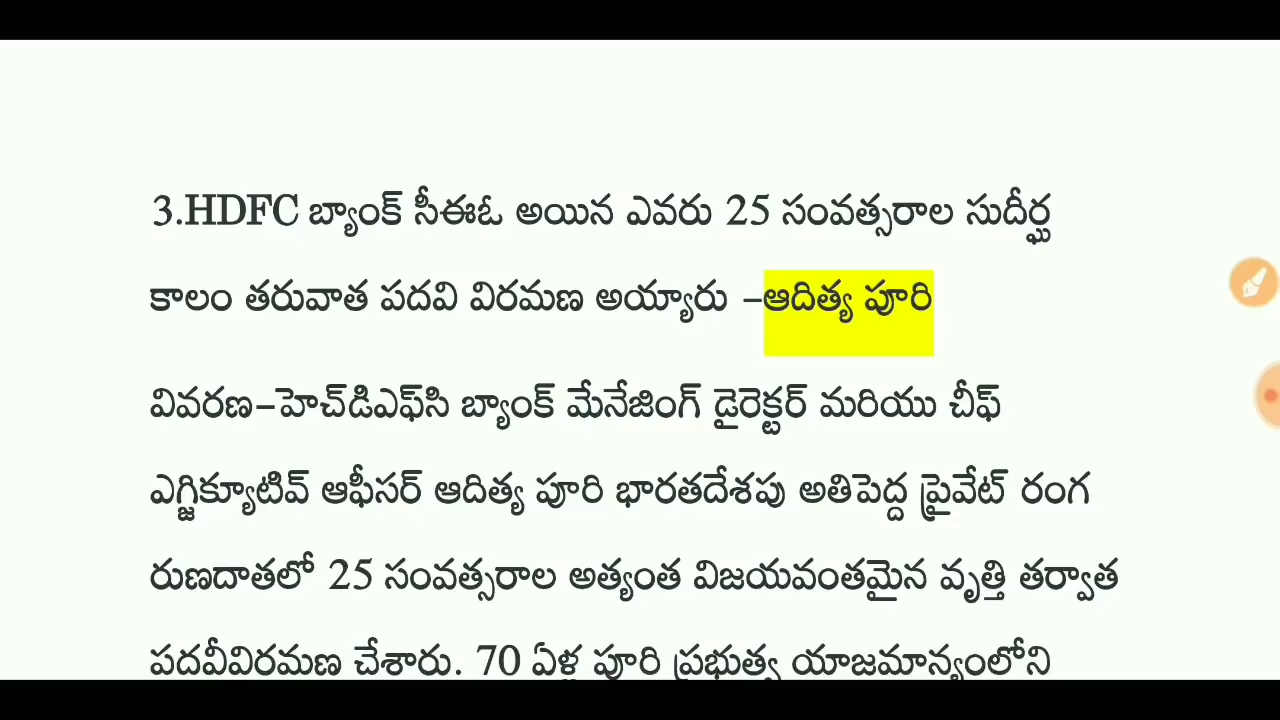 3.HDFC బ్యాంక్ సీఈఓ అయిన ఎవరు 25 సంవత్సరాల సుదీర్ఘ
కాలం తరువాత పదవి విరమణ అయ్యారు -ఆదిత్య పూరి
వివరణ-హెచ్‌డిఎఫ్‌సి బ్యాంక్ మేనేజింగ్ డైరెక్టర్ మరియు చీఫ్
ఎగ్జిక్యూటివ్ ఆఫీసర్ ఆదిత్య పూరి భారతదేశపు అతిపెద్ద ప్రైవేట్ రంగ
రుణదాతలో 25 సంవత్సరాల అత్యంత విజయవంతమైన వృత్తి తర్వాత
పదవీవిరమణ చేశారు. 70 ఏళ్ల పూరి ప్రభుత్వ యాజమాన్యంలోని